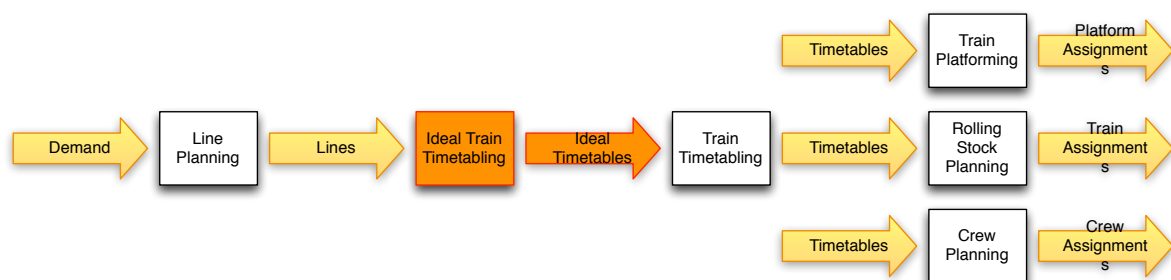 Timetables
Train
Platforming
Platform
Assignment
s
Demand
Line
Planning
Lines
Ideal Train
Timetabling
Ideal
Timetables
Train
Timetabling
Timetables
Rolling
Stock
Planning
Train
Assignment
s
Timetables
Crew
Planning
Crew
Assignment
s